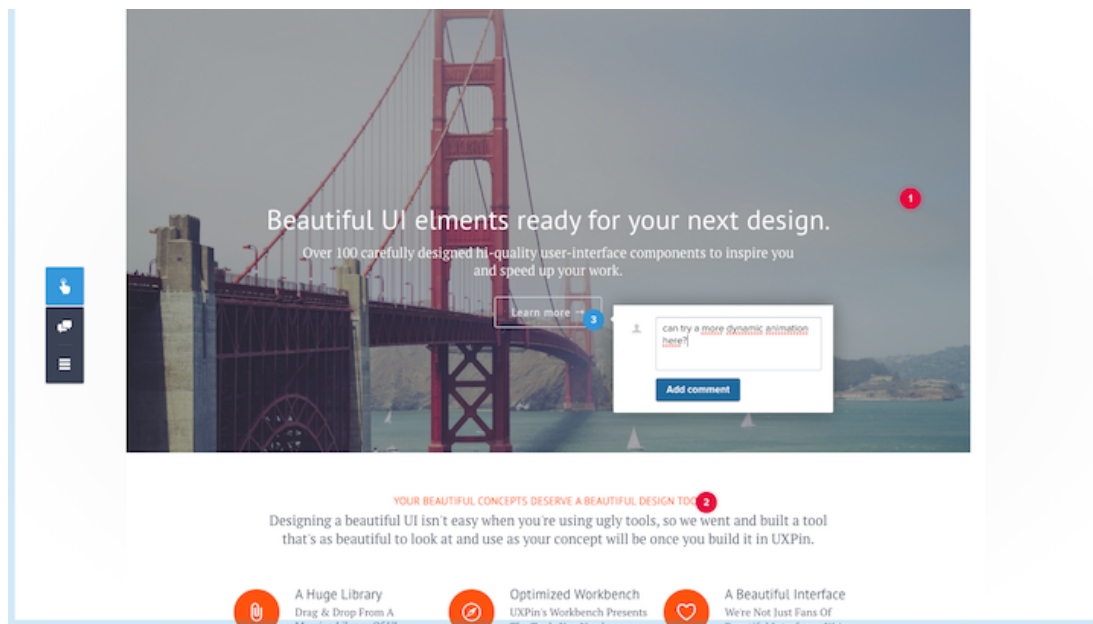 1
Beautiful UI elments ready for your next design.
Over 100 carefully designed hi-quality user-interface components to inspire you
and speed up your work.
Learn more →
3
can try a more dynamic animation
here?
Add comment
YOUR BEAUTIFUL CONCEPTS DESERVE A BEAUTIFUL DESIGN
2
Designing a beautiful UI isn't easy when you're using ugly tools, so we went and built a tool
that's as beautiful to look at and use as your concept will be once you build it in UXPin.
A Huge Library
Drag & Drop From A
Optimized Workbench
UXPin's Workbench Presents
A Beautiful Interface
We're Not Just Fans Of